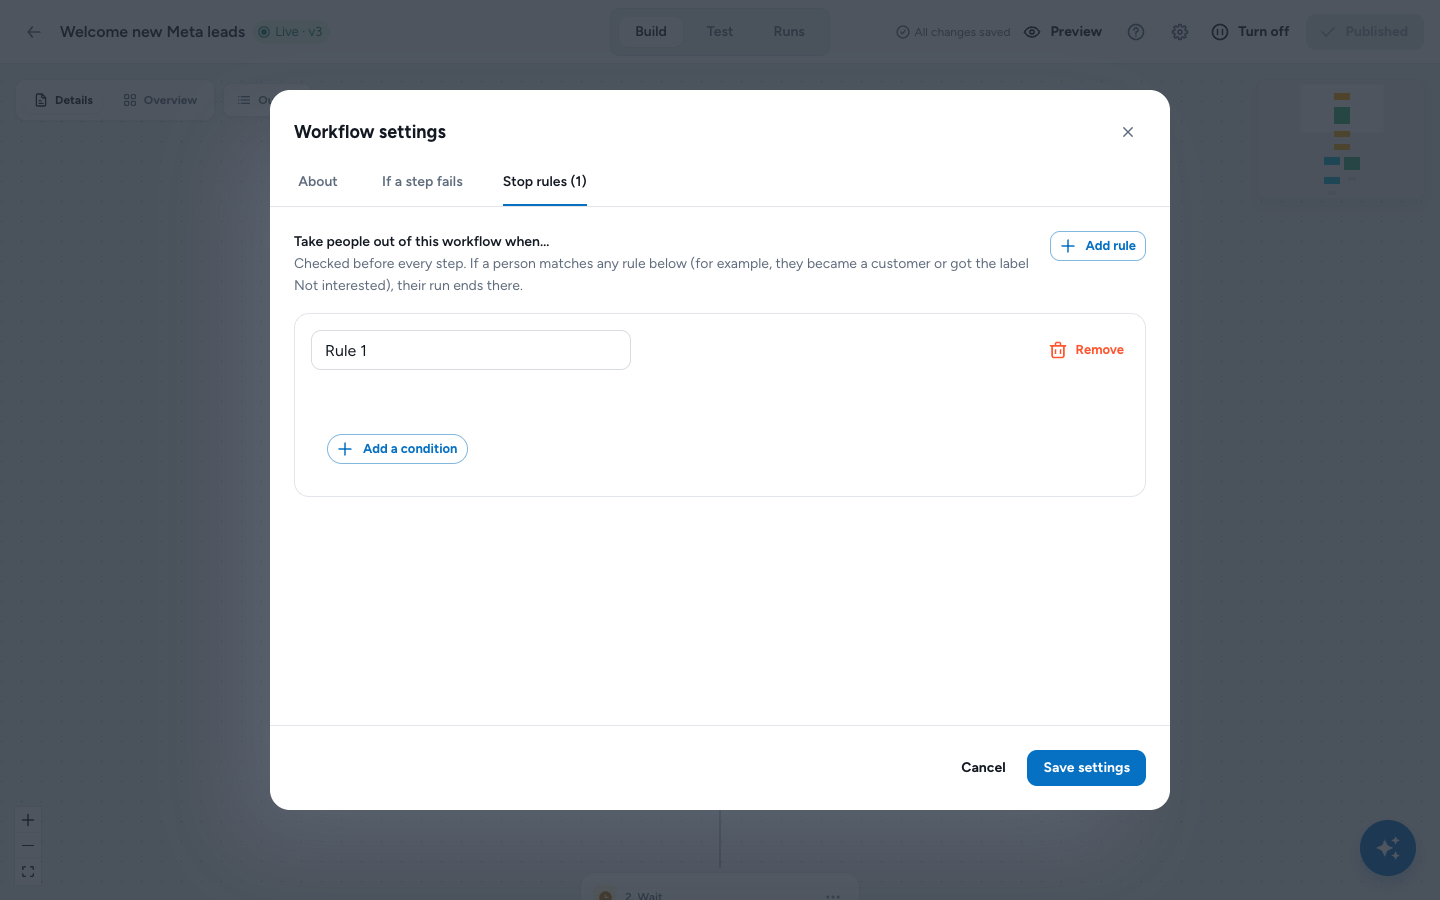 Welcome new Meta leads
Live · v3
Build
Test
Runs
All changes saved
Preview
Turn off
Published
Details
Overview
Workflow settings
About
If a step fails
Stop rules (1)
Take people out of this workflow when...
Checked before every step. If a person matches any rule below (for example, they became a customer or got the label
Not interested), their run ends there.
Add rule
Rule 1
Remove
Add a condition
Cancel
Save settings
2. Wait